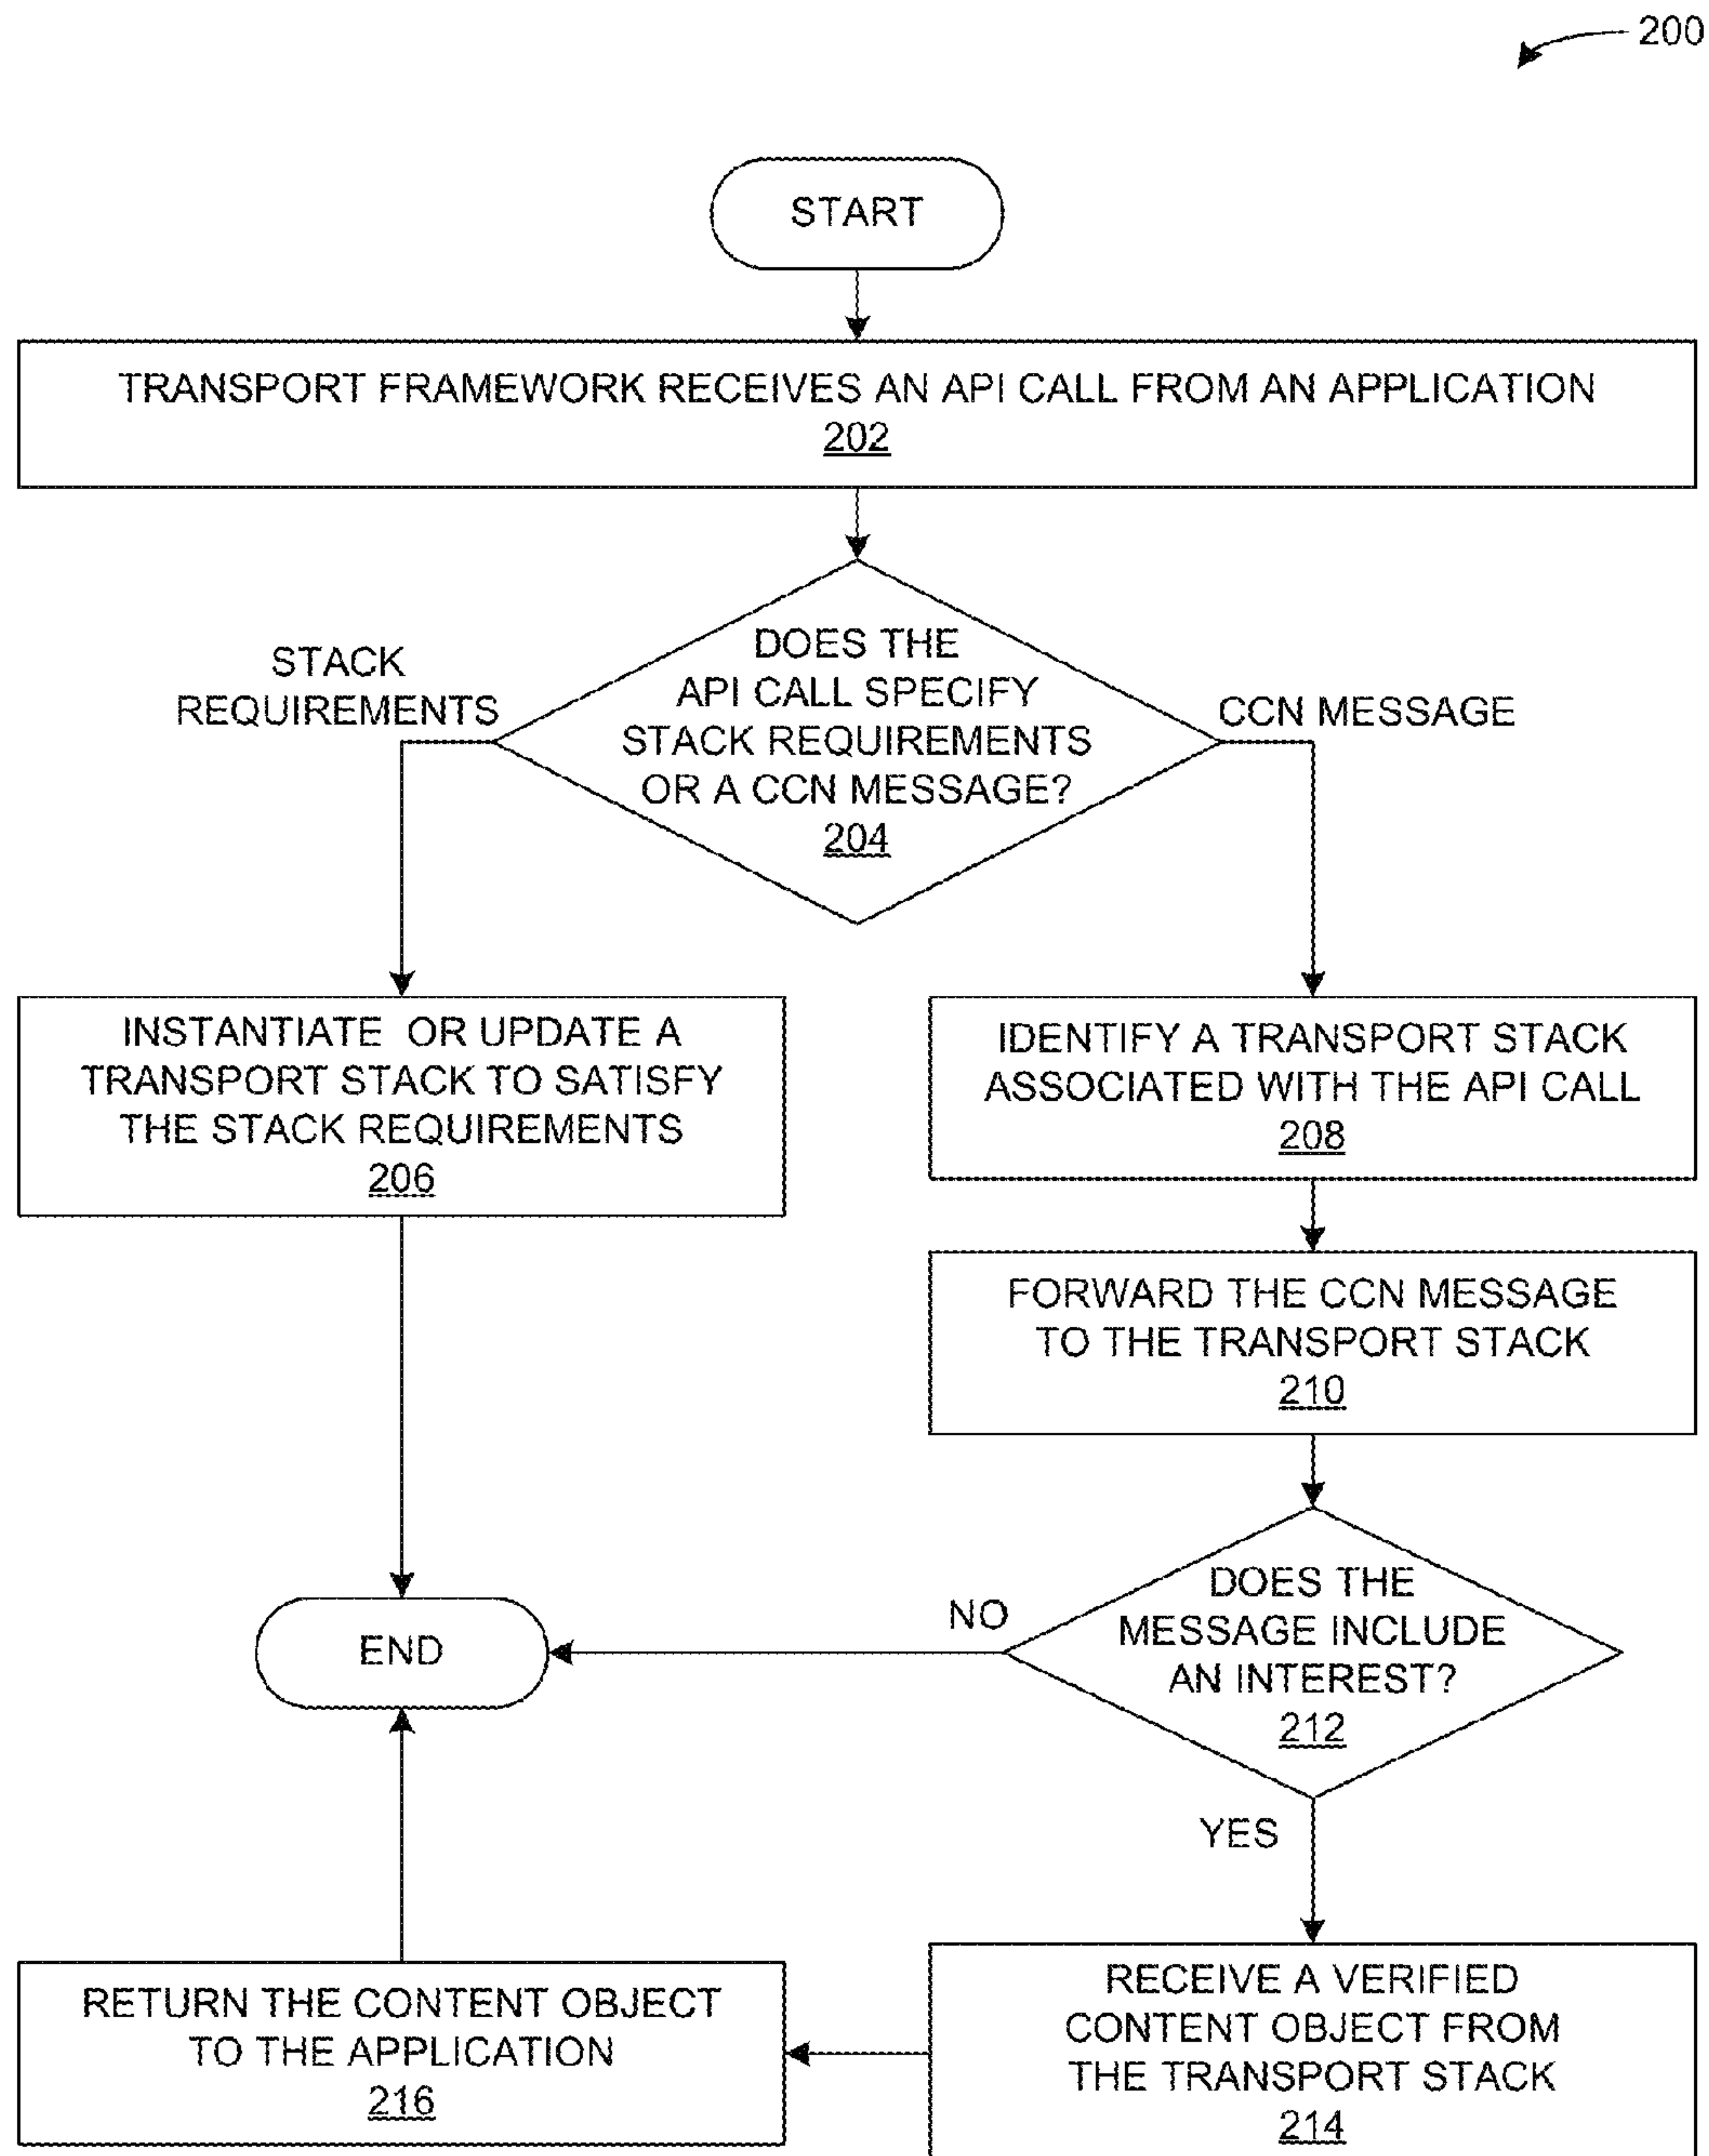 200
START
TRANSPORT FRAMEWORK RECEIVES AN API CALL FROM AN APPLICATION
202
DOES THE
API CALL SPECIFY
STACK REQUIREMENTS
OR A CCN MESSAGE?
204
STACK
REQUIREMENTS
CCN MESSAGE
INSTANTIATE OR UPDATE A
TRANSPORT STACK TO SATISFY
THE STACK REQUIREMENTS
206
IDENTIFY A TRANSPORT STACK
ASSOCIATED WITH THE API CALL
208
FORWARD THE CCN MESSAGE
TO THE TRANSPORT STACK
210
DOES THE
MESSAGE INCLUDE
AN INTEREST?
212
NO
END
YES
RECEIVE A VERIFIED
CONTENT OBJECT FROM
THE TRANSPORT STACK
214
RETURN THE CONTENT OBJECT
TO THE APPLICATION
216